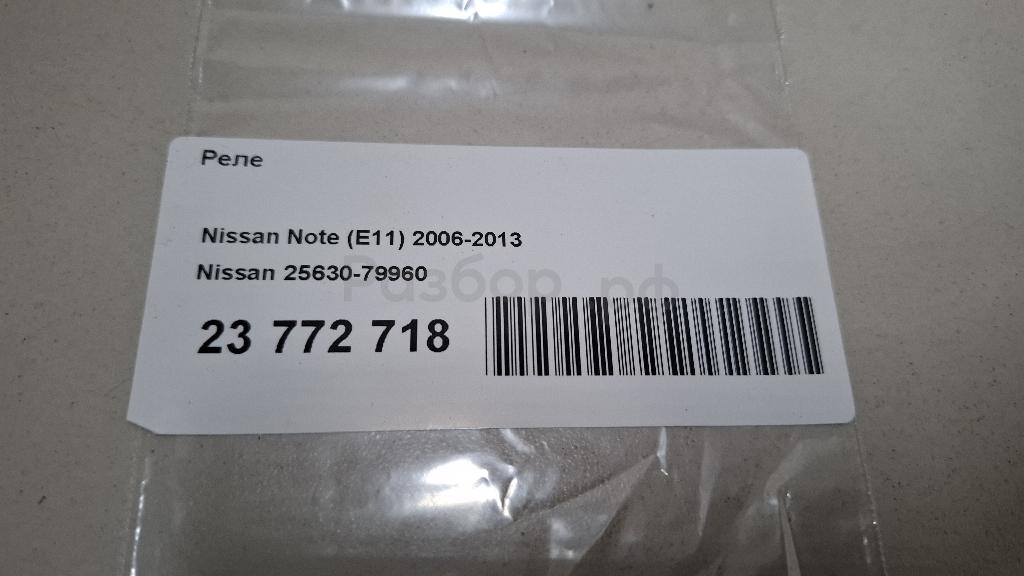 Реле
Nissan Note (E11) 2006-2013
Nissan 25630-79960
Разбор.рф
23 772 718